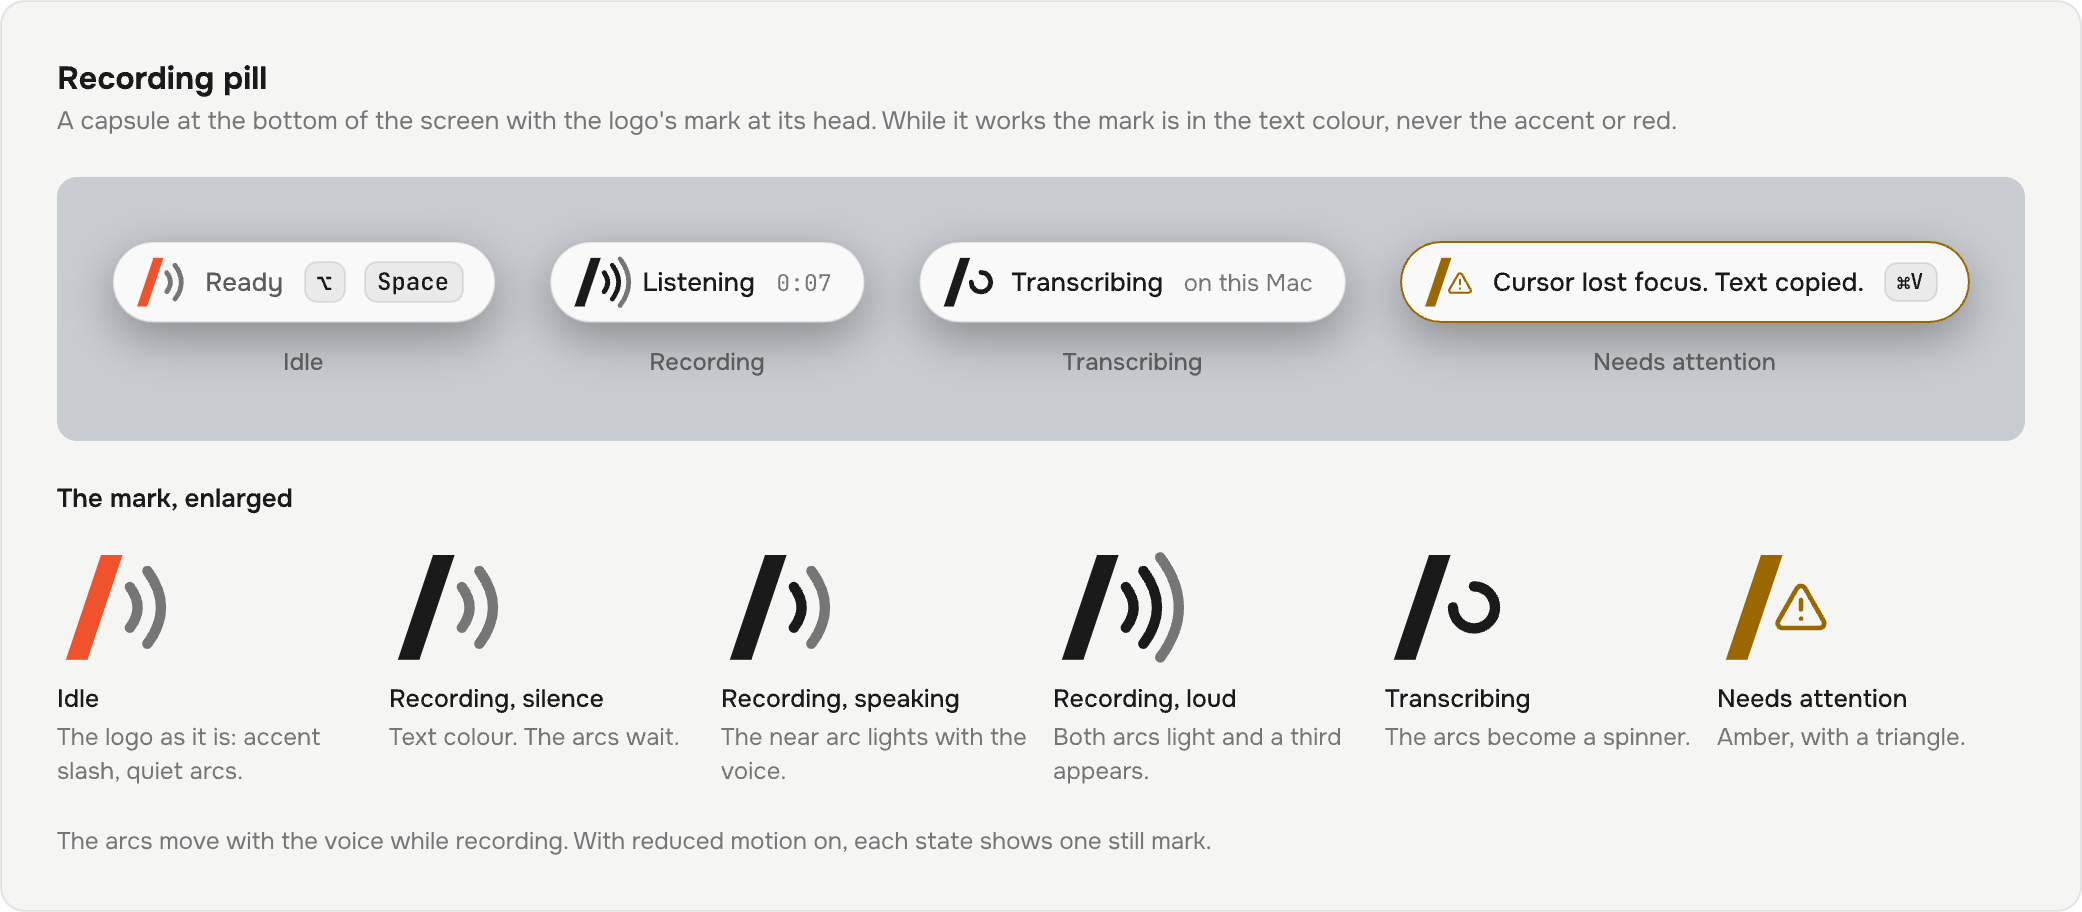 Recording pill
A capsule at the bottom of the screen with the logo's mark at its head. While it works the mark is in the text colour, never the accent or red.
Ready ⌥ Space
Listening 0:07
Transcribing on this Mac
Cursor lost focus. Text copied. ⌘V
Idle
Recording
Transcribing
Needs attention
The mark, enlarged
Idle
The logo as it is: accent
slash, quiet arcs.
Recording, silence
Text colour. The arcs wait.
Recording, speaking
The near arc lights with the
voice.
Recording, loud
Both arcs light and a third
appears.
Transcribing
The arcs become a spinner.
Needs attention
Amber, with a triangle.
The arcs move with the voice while recording. With reduced motion on, each state shows one still mark.